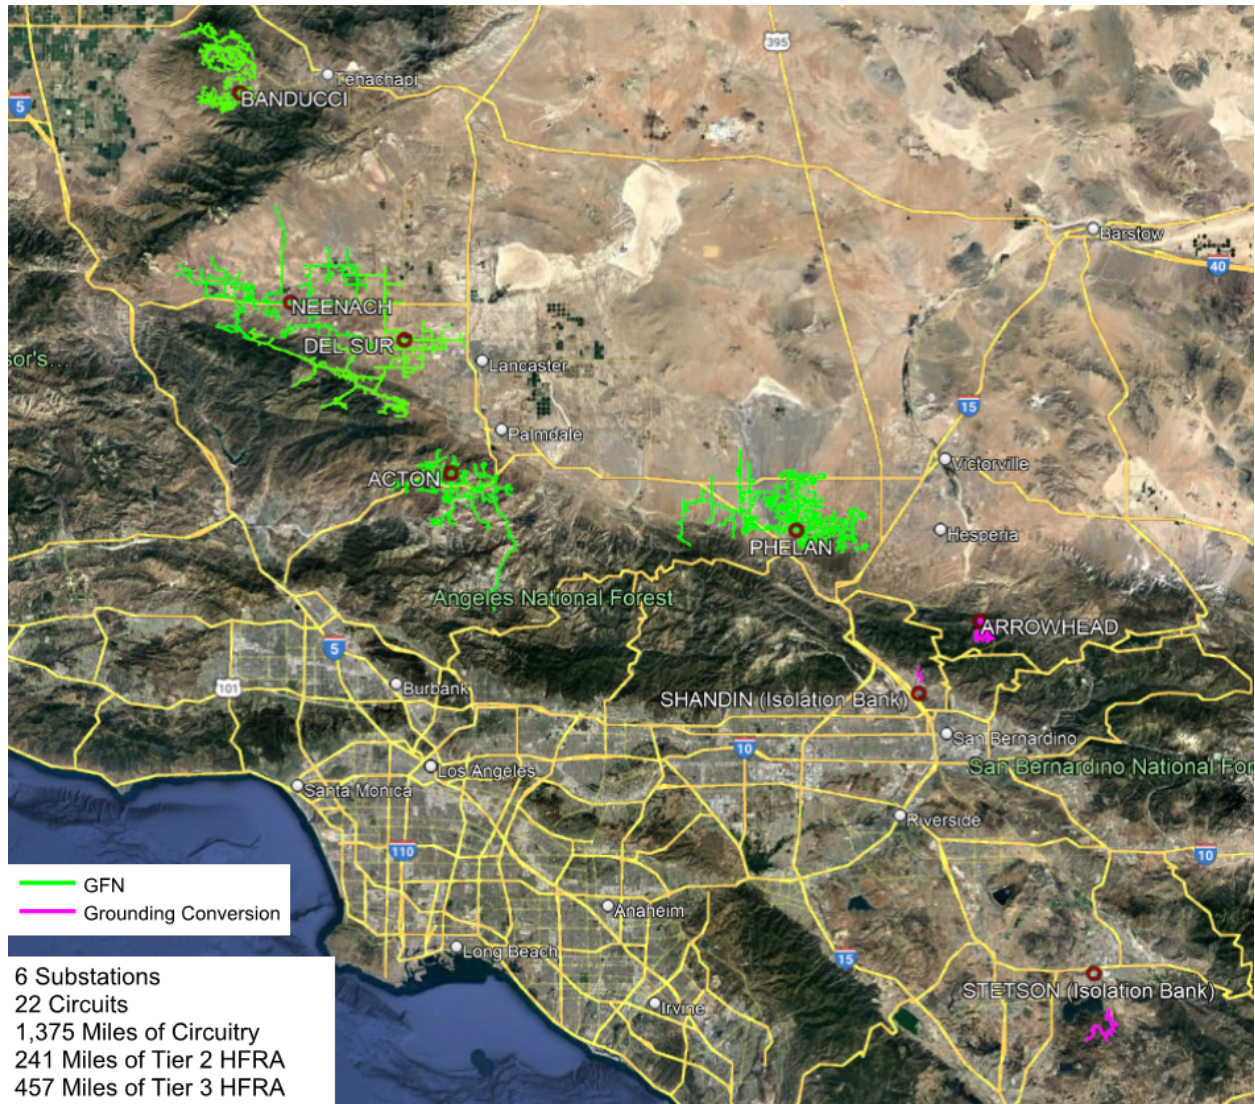 395
Tehachapi
BANDUCCI
5
Barstow
40
NEENACH
DEL SUR
sor's...
Lancaster
15
Palmdale
Victorville
ACTON
Hesperia
PHELAN
Angeles National Forest
ARROWHEAD
5
101
Burbank
SHANDIN (Isolation Bank)
San Bernardino
10
Los Angeles
San Bernardino National For
Santa Monica
Riverside
110
10
GFN
Grounding Conversion
Anaheim
Long Beach
15
STETSON (Isolation Bank)
Irvine
6 Substations
22 Circuits
1,375 Miles of Circuitry
241 Miles of Tier 2 HFRA
457 Miles of Tier 3 HFRA